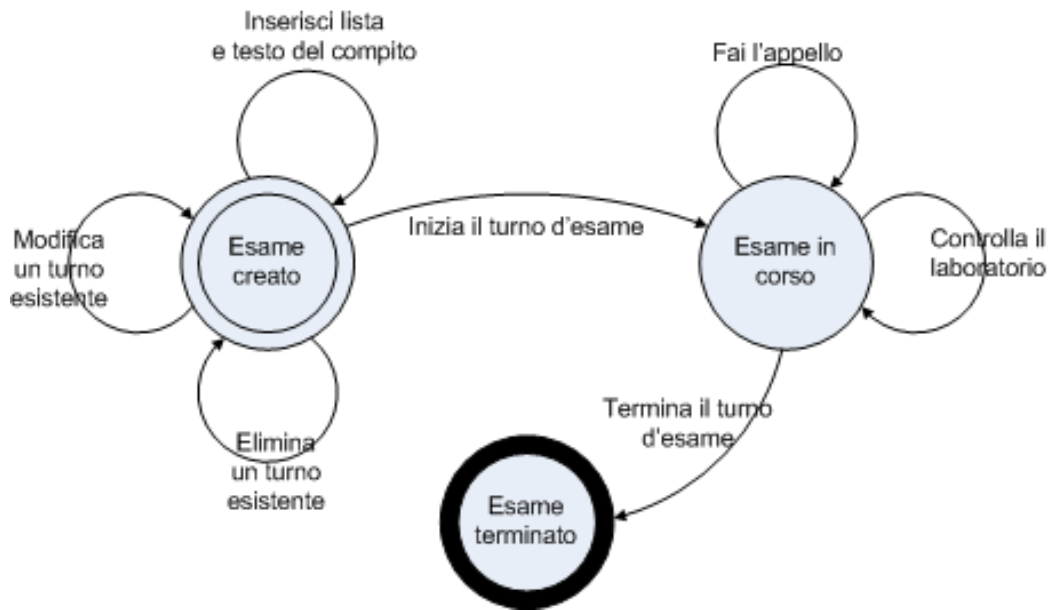 Inserisci lista
e testo del compito
Fai l'appello
Modifica
un turno
esistente
Esame
creato
Inizia il turno d'esame
Esame in
corso
Controlla il
laboratorio
Elimina
un turno
esistente
Termina il turno
d'esame
Esame
terminato